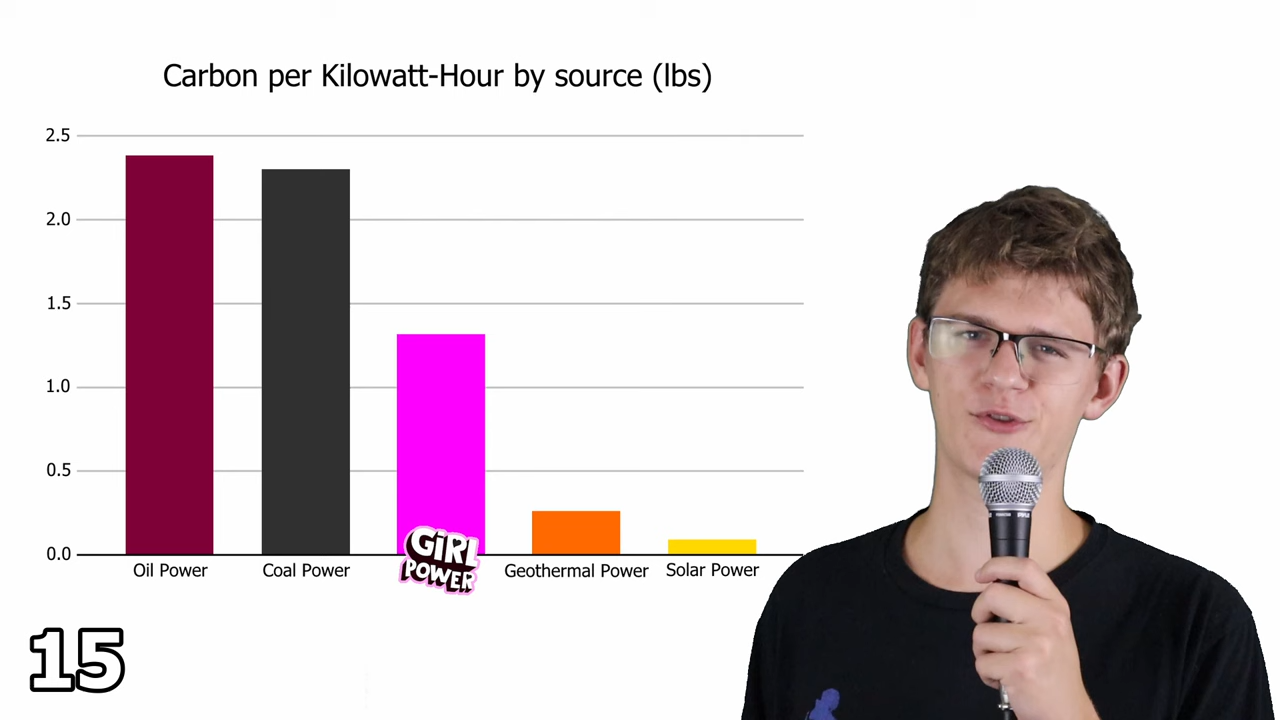 Carbon per Kilowatt-Hour by source (lbs)
2.5
2.0
1.5
1.0
0.5
0.0
Oil Power
Coal Power
GiRL
POWER
Geothermal Power
Solar Power
15